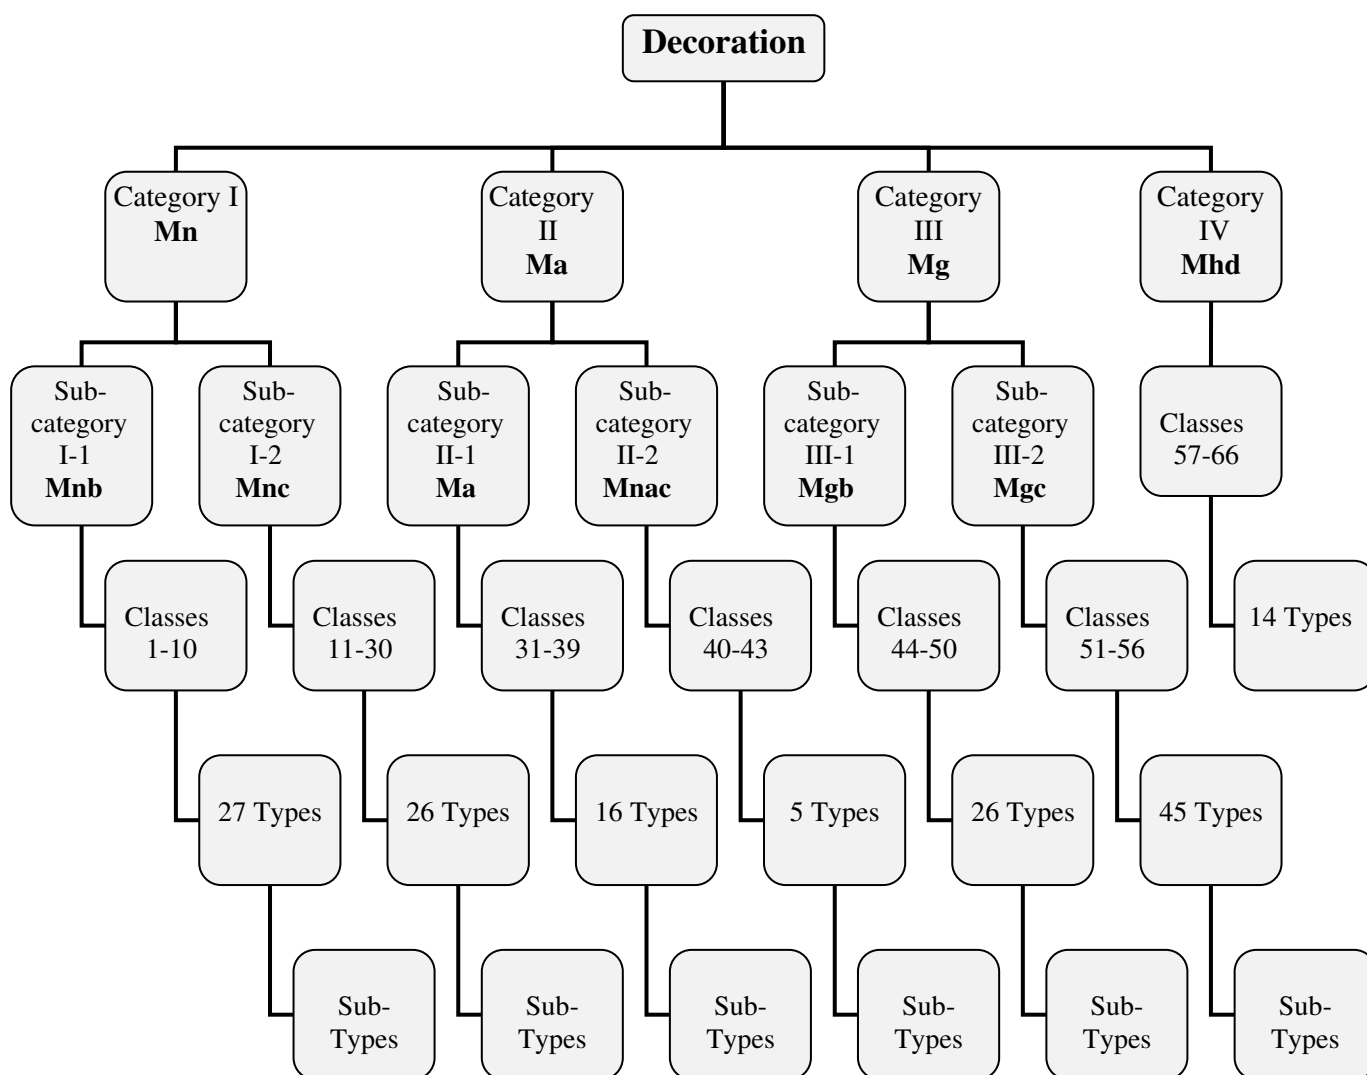 Decoration
Category I
Mn
Category
II
Ma
Category
III
Mg
Category
IV
Mhd
Sub-
category
I-1
Mnb
Sub-
category
I-2
Mnc
Sub-
category
II-1
Ma
Sub-
category
II-2
Mnac
Sub-
category
III-1
Mgb
Sub-
category
III-2
Mgc
Classes
57-66
Classes
1-10
Classes
11-30
Classes
31-39
Classes
40-43
Classes
44-50
Classes
51-56
14 Types
27 Types
26 Types
16 Types
5 Types
26 Types
45 Types
Sub-
Types
Sub-
Types
Sub-
Types
Sub-
Types
Sub-
Types
Sub-
Types